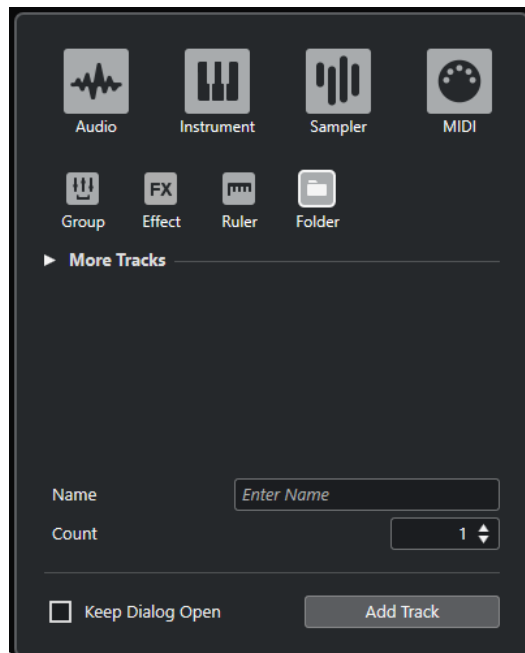 Audio Instrument Sampler MIDI
FX
Group Effect Ruler Folder
More Tracks
Name Enter Name
Count 1
Keep Dialog Open Add Track